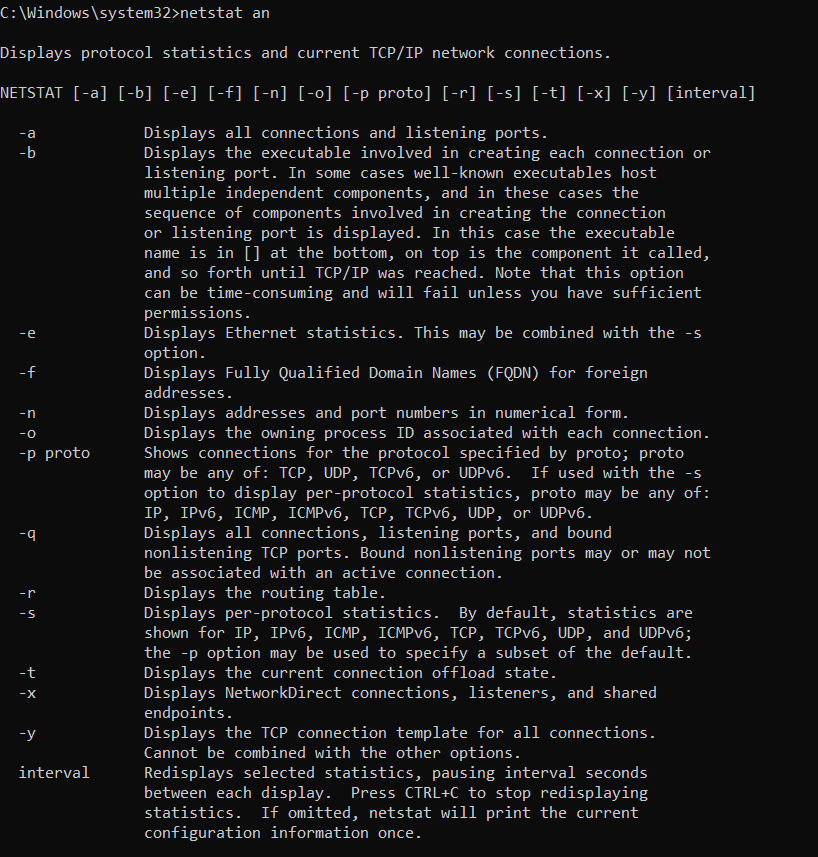 C:\Windows\system32>netstat an
Displays protocol statistics and current TCP/IP network connections.
NETSTAT [-a] [-b] [-e] [-f] [-n] [-o] [-p proto] [-r] [-s] [-t] [-x] [-y] [interval]
-a Displays all connections and listening ports.
-b Displays the executable involved in creating each connection or
listening port. In some cases well-known executables host
multiple independent components, and in these cases the
sequence of components involved in creating the connection
or listening port is displayed. In this case the executable
name is in [] at the bottom, on top is the component it called,
and so forth until TCP/IP was reached. Note that this option
can be time-consuming and will fail unless you have sufficient
permissions.
-e Displays Ethernet statistics. This may be combined with the -s
option.
-f Displays Fully Qualified Domain Names (FQDN) for foreign
addresses.
-n Displays addresses and port numbers in numerical form.
-o Displays the owning process ID associated with each connection.
-p proto Shows connections for the protocol specified by proto; proto
may be any of: TCP, UDP, TCPv6, or UDPv6.  If used with the -s
option to display per-protocol statistics, proto may be any of:
IP, IPv6, ICMP, ICMPv6, TCP, TCPv6, UDP, or UDPv6.
-q Displays all connections, listening ports, and bound
nonlistening TCP ports. Bound nonlistening ports may or may not
be associated with an active connection.
-r Displays the routing table.
-s Displays per-protocol statistics.  By default, statistics are
shown for IP, IPv6, ICMP, ICMPv6, TCP, TCPv6, UDP, and UDPv6;
the -p option may be used to specify a subset of the default.
-t Displays the current connection offload state.
-x Displays NetworkDirect connections, listeners, and shared
endpoints.
-y Displays the TCP connection template for all connections.
Cannot be combined with the other options.
interval Redisplays selected statistics, pausing interval seconds
between each display.  Press CTRL+C to stop redisplaying
statistics.  If omitted, netstat will print the current
configuration information once.